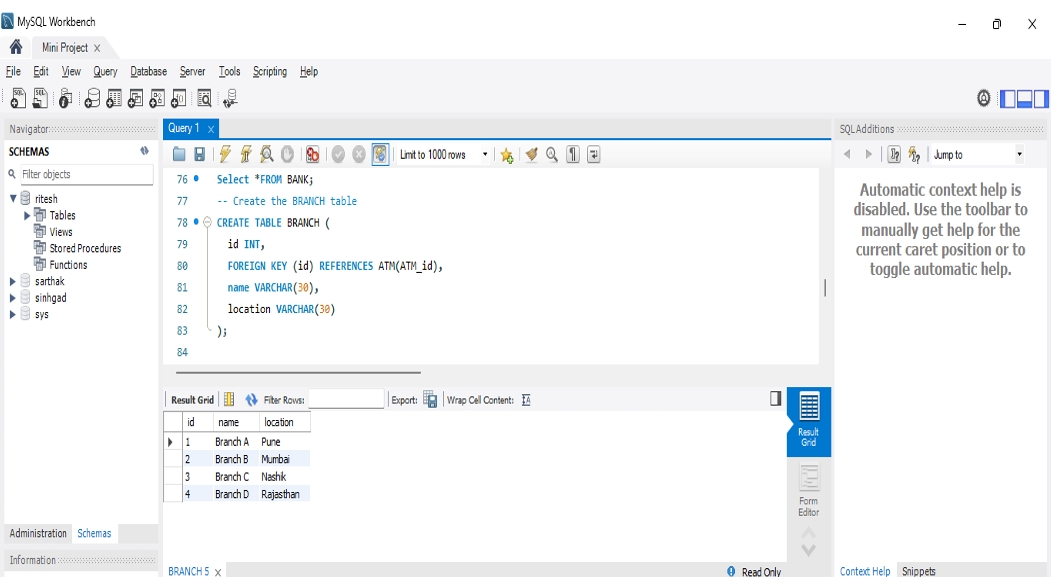 MySQL Workbench
Mini Project
File Edit View Query Database Server Tools Scripting Help
Navigator
SCHEMAS
Filter objects
ritesh
Tables
Views
Stored Procedures
Functions
sarthak
sinhgad
sys
Administration Schemas
Information
Query 1
Limit to 1000 rows
76 Select *FROM BANK;
77 -- Create the BRANCH table
78 CREATE TABLE BRANCH (
79 id INT,
80 FOREIGN KEY (id) REFERENCES ATM(ATM_id),
81 name VARCHAR(30),
82 location VARCHAR(30)
83 );
84
Result Grid Filter Rows: Export: Wrap Cell Content:
id name location
1 Branch A Pune
2 Branch B Mumbai
3 Branch C Nashik
4 Branch D Rajasthan
Result
Grid
Form
Editor
BRANCH 5
Read Only
SQLAdditions
Jump to
Automatic context help is
disabled. Use the toolbar to
manually get help for the
current caret position or to
toggle automatic help.
Context Help Snippets